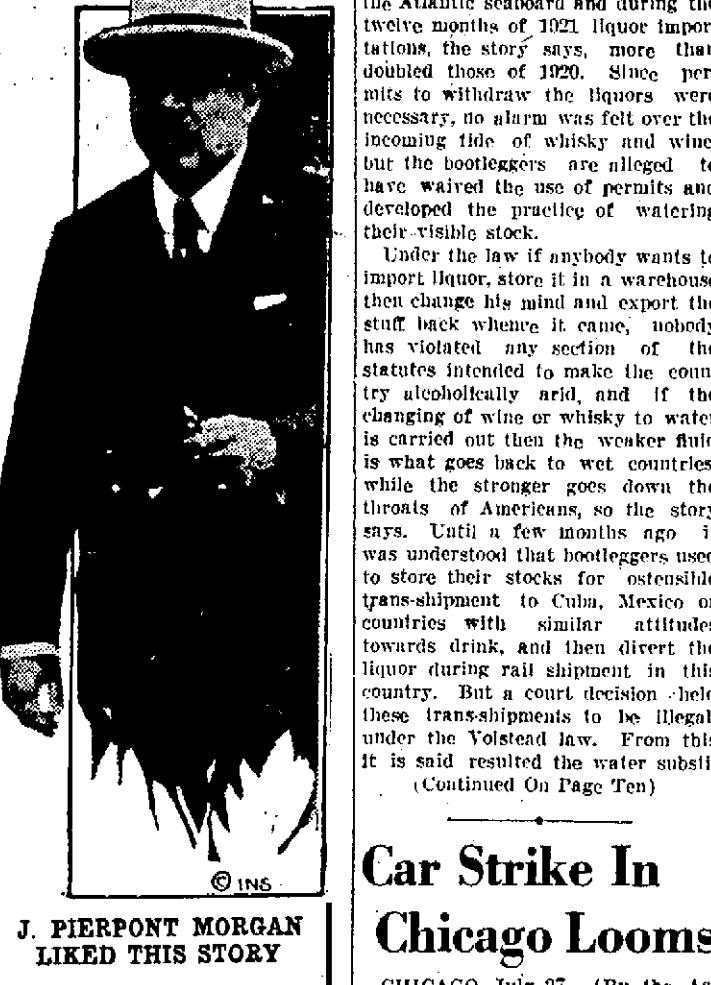 © INS
J. PIERPONT MORGAN
LIKED THIS STORY
the Atlantic seaboard and during the
twelve months of 1921 liquor impor
tations, the story says, more than
doubled those of 1920. Since per
mits to withdraw the liquors were
necessary, no alarm was felt over the
incoming tide of whisky and wine
but the bootleggers are alleged to
have waived the use of permits and
developed the practice of watering
their visible stock.
Under the law if anybody wants to
import liquor, store it in a warehouse
then change his mind and export the
stuff back whence it came, nobody
has violated any section of the
statutes intended to make the coun
try alcoholically arid, and if the
changing of wine or whisky to water
is carried out then the weaker fluid
is what goes back to wet countries
while the stronger goes down the
throats of Americans, so the story
says. Until a few months ago i
was understood that bootleggers used
to store their stocks for ostensible
trans-shipment to Cuba, Mexico or
countries with similar attitudes
towards drink, and then divert the
liquor during rail shipment in this
country. But a court decision held
these trans-shipments to be illegal
under the Volstead law. From this
it is said resulted the water substi
(Continued On Page Ten)
Car Strike In
Chicago Looms
CHICAGO, July 27. (By the As